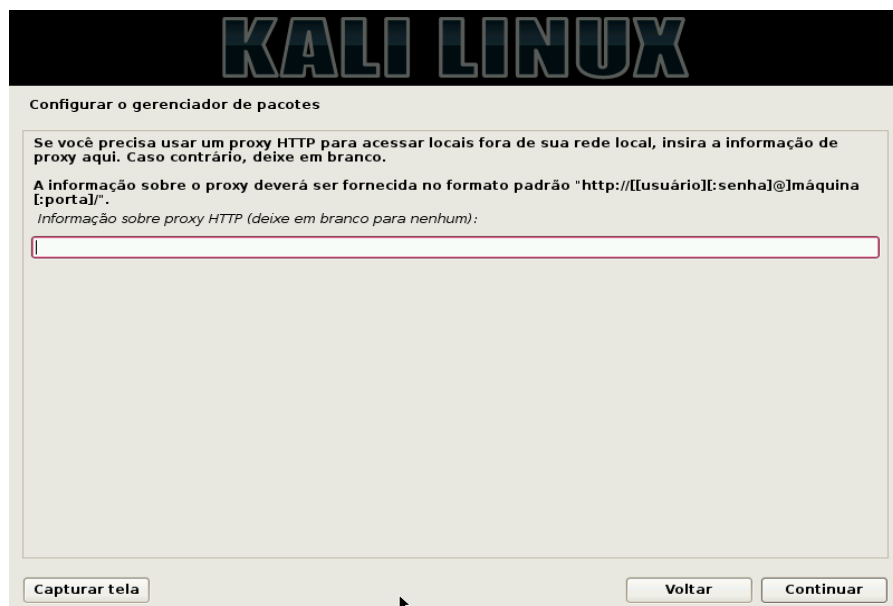 KALI LINUX
Configurar o gerenciador de pacotes
Se você precisa usar um proxy HTTP para acessar locais fora de sua rede local, insira a informação de
proxy aqui. Caso contrário, deixe em branco.
A informação sobre o proxy deverá ser fornecida no formato padrão "http://[[usuário][:senha]@]máquina
[:porta]/".
Informação sobre proxy HTTP (deixe em branco para nenhum):
Capturar tela
Voltar
Continuar